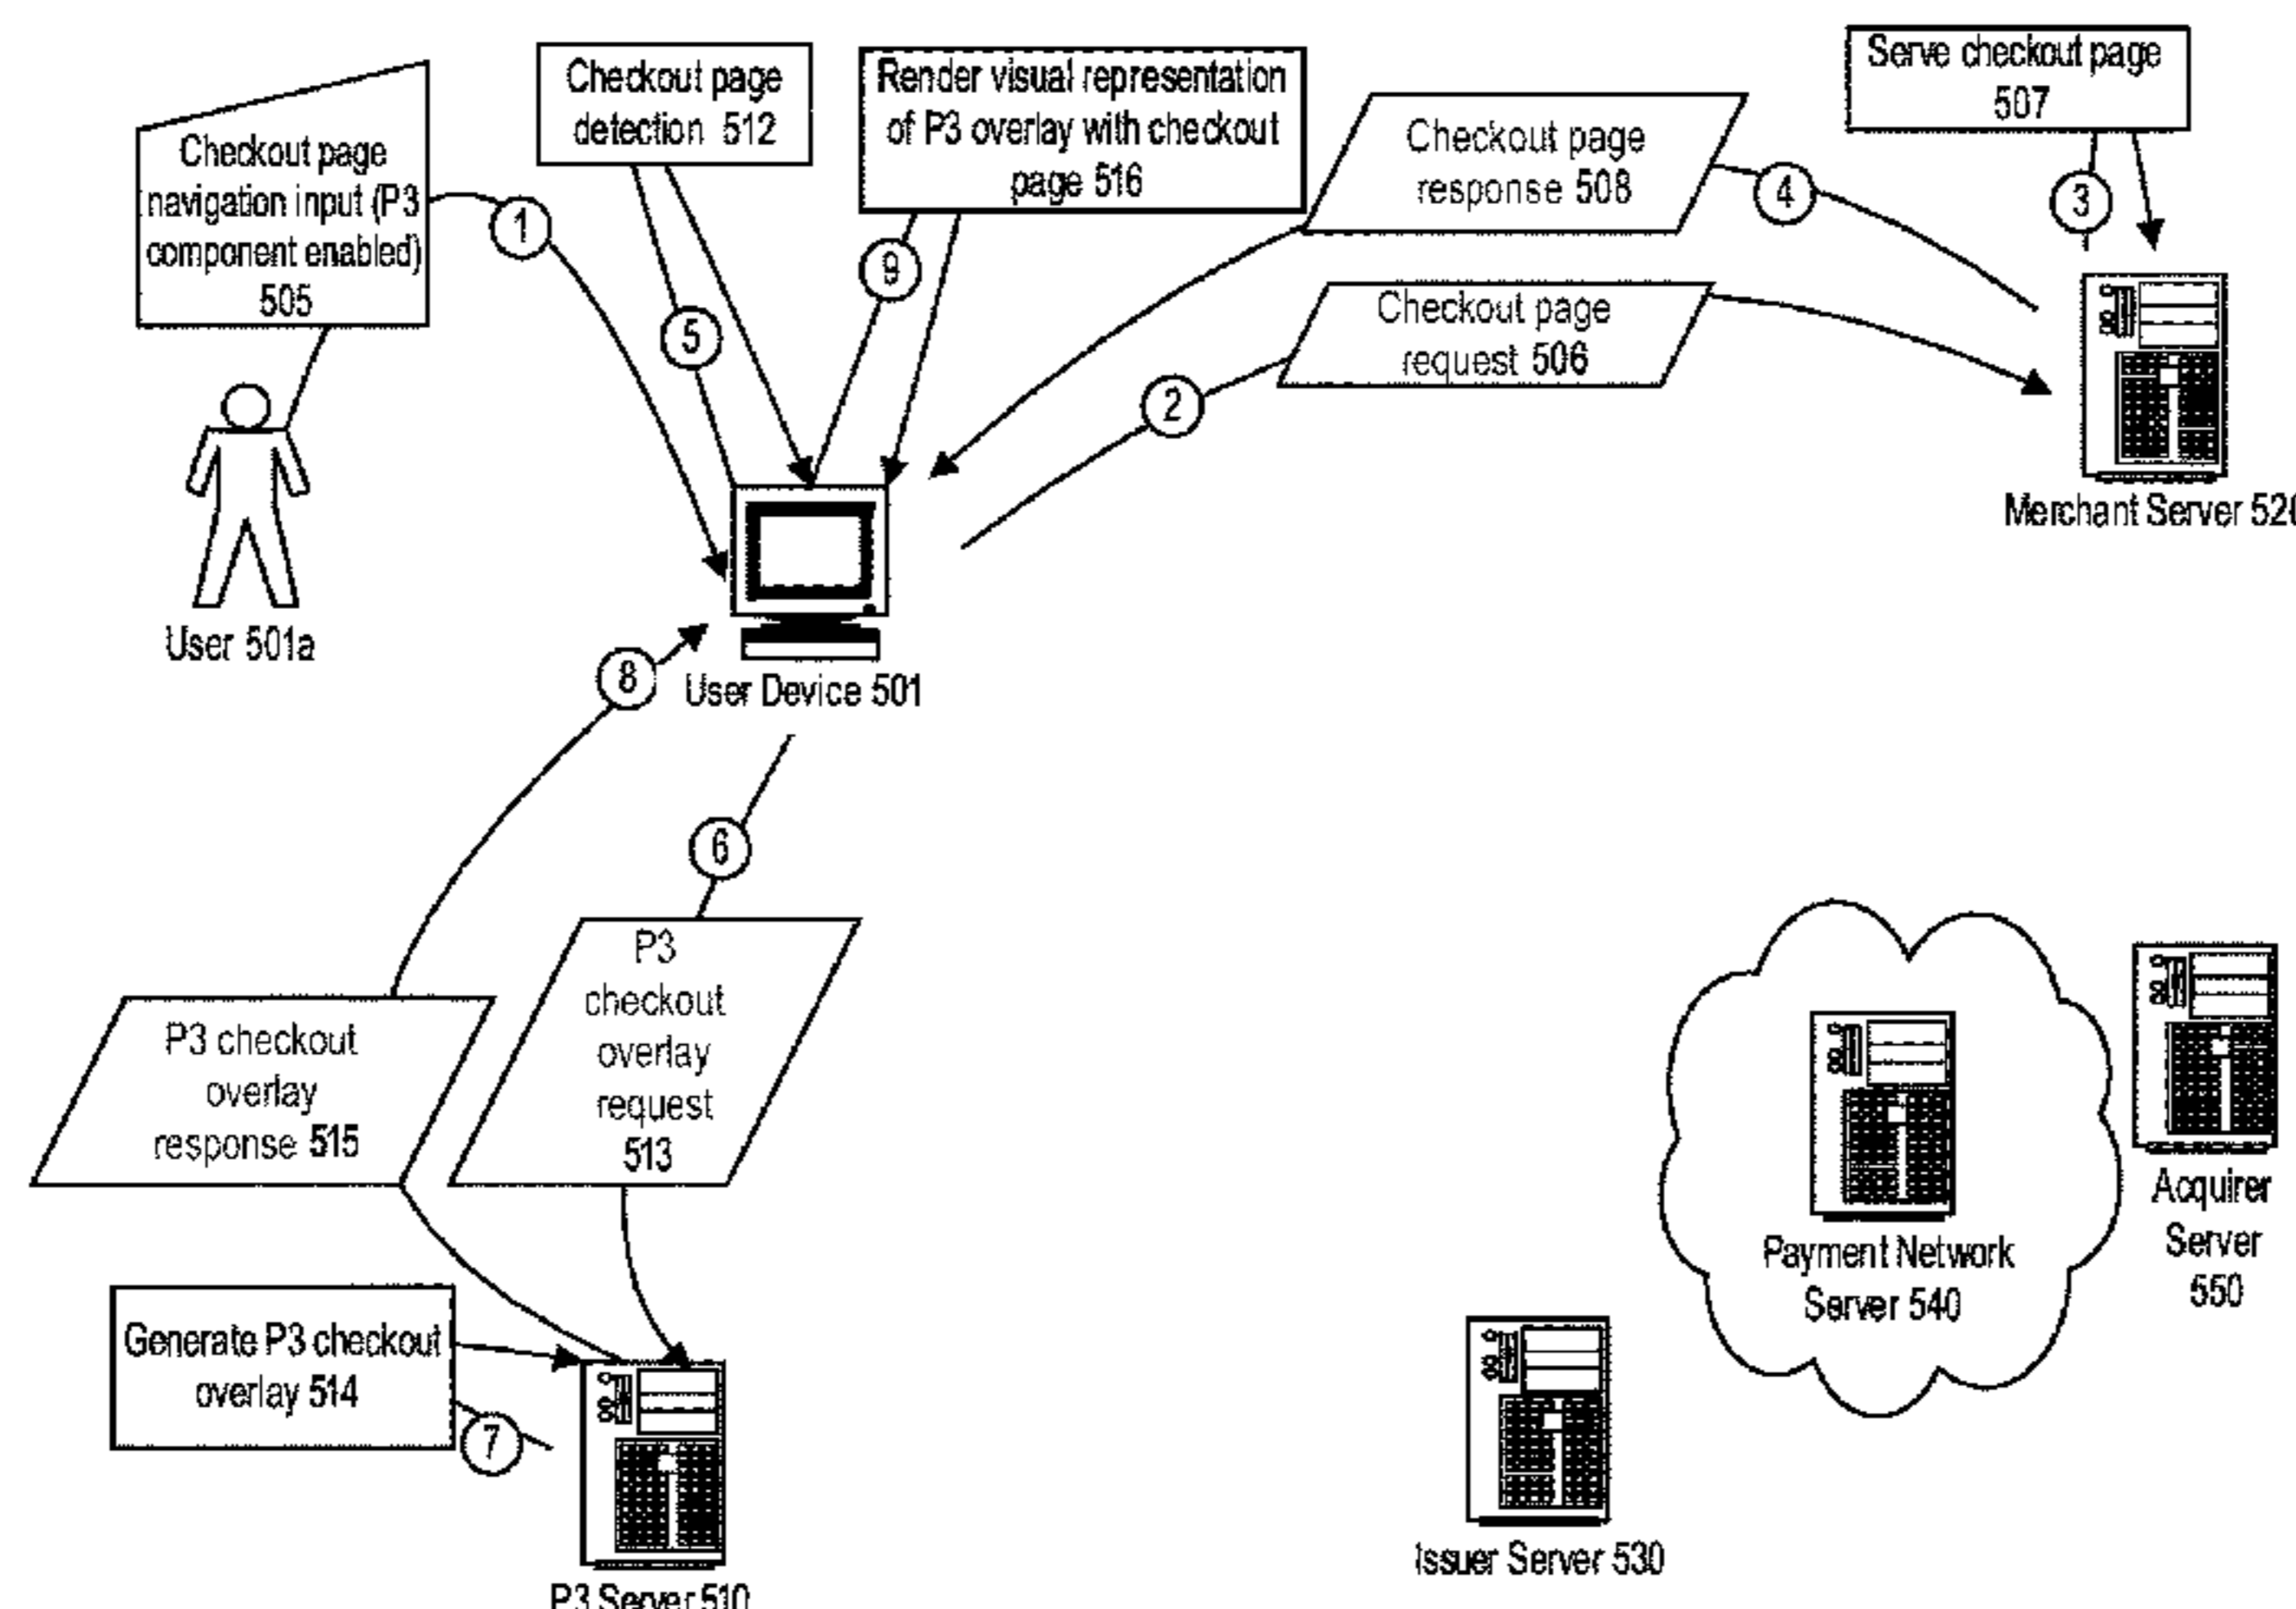 Checkout page
navigation input (P3
component enabled)
505
1
User 501a
Checkout page
detection 512
5
Render visual representation
of P3 overlay with checkout
page 516
9
Checkout page
response 508
4
Serve checkout page
507
3
Checkout page
request 506
2
Merchant Server 520
User Device 501
8
6
P3 checkout
overlay
response 515
P3
checkout
overlay
request
513
Generate P3 checkout
overlay 514
7
P3 Server 510
Issuer Server 530
Payment Network
Server 540
Acquirer
Server
550